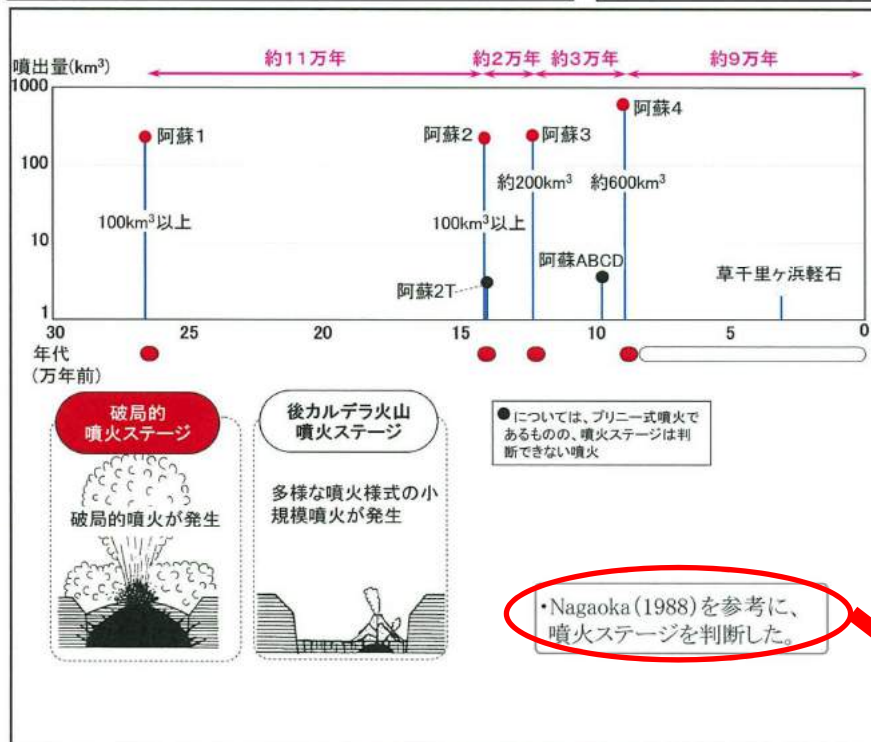 約11万年
約2万年
約3万年
約9万年
噴出量(km³)
1000
100
10
1
阿蘇1
阿蘇2
阿蘇3
阿蘇4
100km³以上
100km³以上
約200km³
約600km³
阿蘇2T
阿蘇ABCD
草千里ヶ浜軽石
30
25
20
15
10
5
0
年代
(万年前)
破局的
噴火ステージ
破局的噴火が発生
後カルデラ火山
噴火ステージ
多様な噴火様式の小
規模噴火が発生
●については、プリニー式噴火で
あるものの、噴火ステージは判
断できない噴火
・Nagaoka(1988)を参考に、
噴火ステージを判断した。